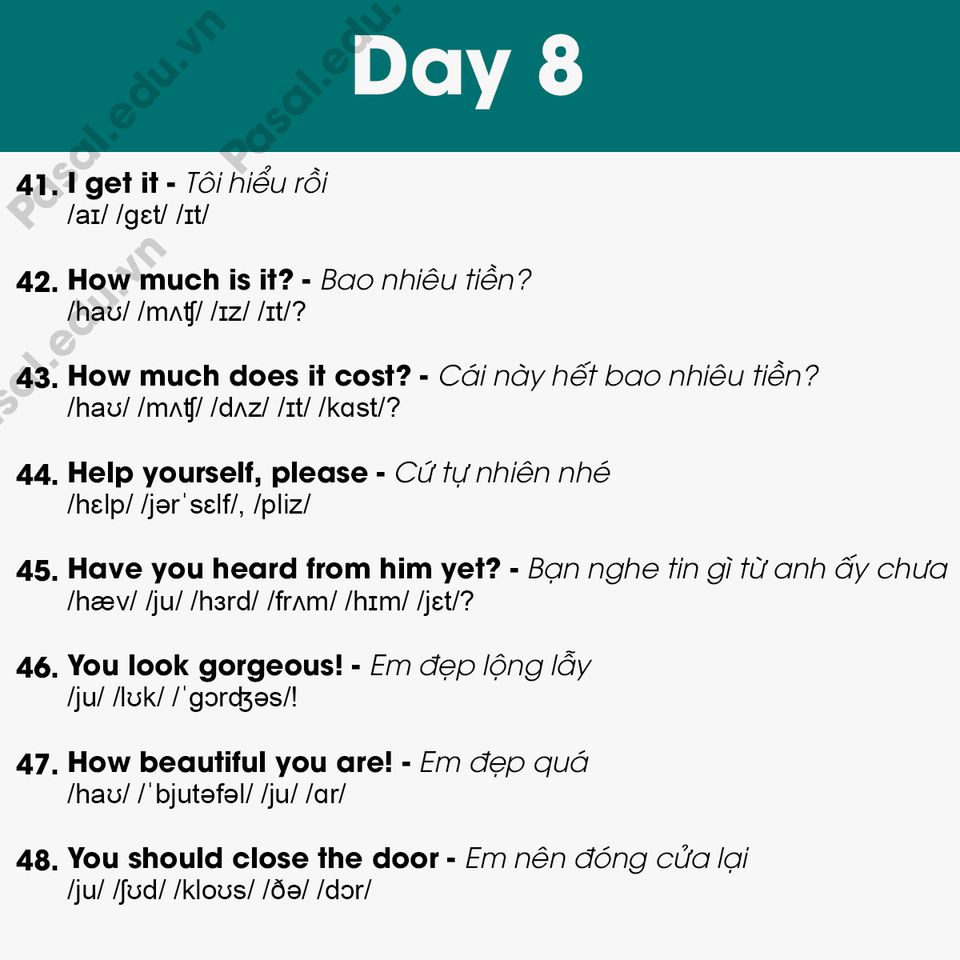 Day 8
Pasal.edu.vn
Pasal.edu.
41. I get it - Tôi hiểu rồi
/aɪ/ /gɛt/ /ɪt/
asal.edu.vn
42. How much is it? - Bao nhiêu tiền?
/haʊ/ /mʌʧ/ /ɪz/ /ɪt/?
43. How much does it cost? - Cái này hết bao nhiêu tiền?
/haʊ/ /mʌʧ/ /dʌz/ /ɪt/ /kɑst/?
44. Help yourself, please - Cứ tự nhiên nhé
/hɛlp/ /jərˈsɛlf/, /pliz/
45. Have you heard from him yet? - Bạn nghe tin gì từ anh ấy chưa
/hæv/ /ju/ /hɜrd/ /frʌm/ /hɪm/ /jɛt/?
46. You look gorgeous! - Em đẹp lộng lẫy
/ju/ /lʊk/ /ˈgɔrʤəs/!
47. How beautiful you are! - Em đẹp quá
/haʊ/ /ˈbjutəfəl/ /ju/ /ɑr/
48. You should close the door - Em nên đóng cửa lại
/ju/ /ʃʊd/ /kloʊs/ /ðə/ /dɔr/